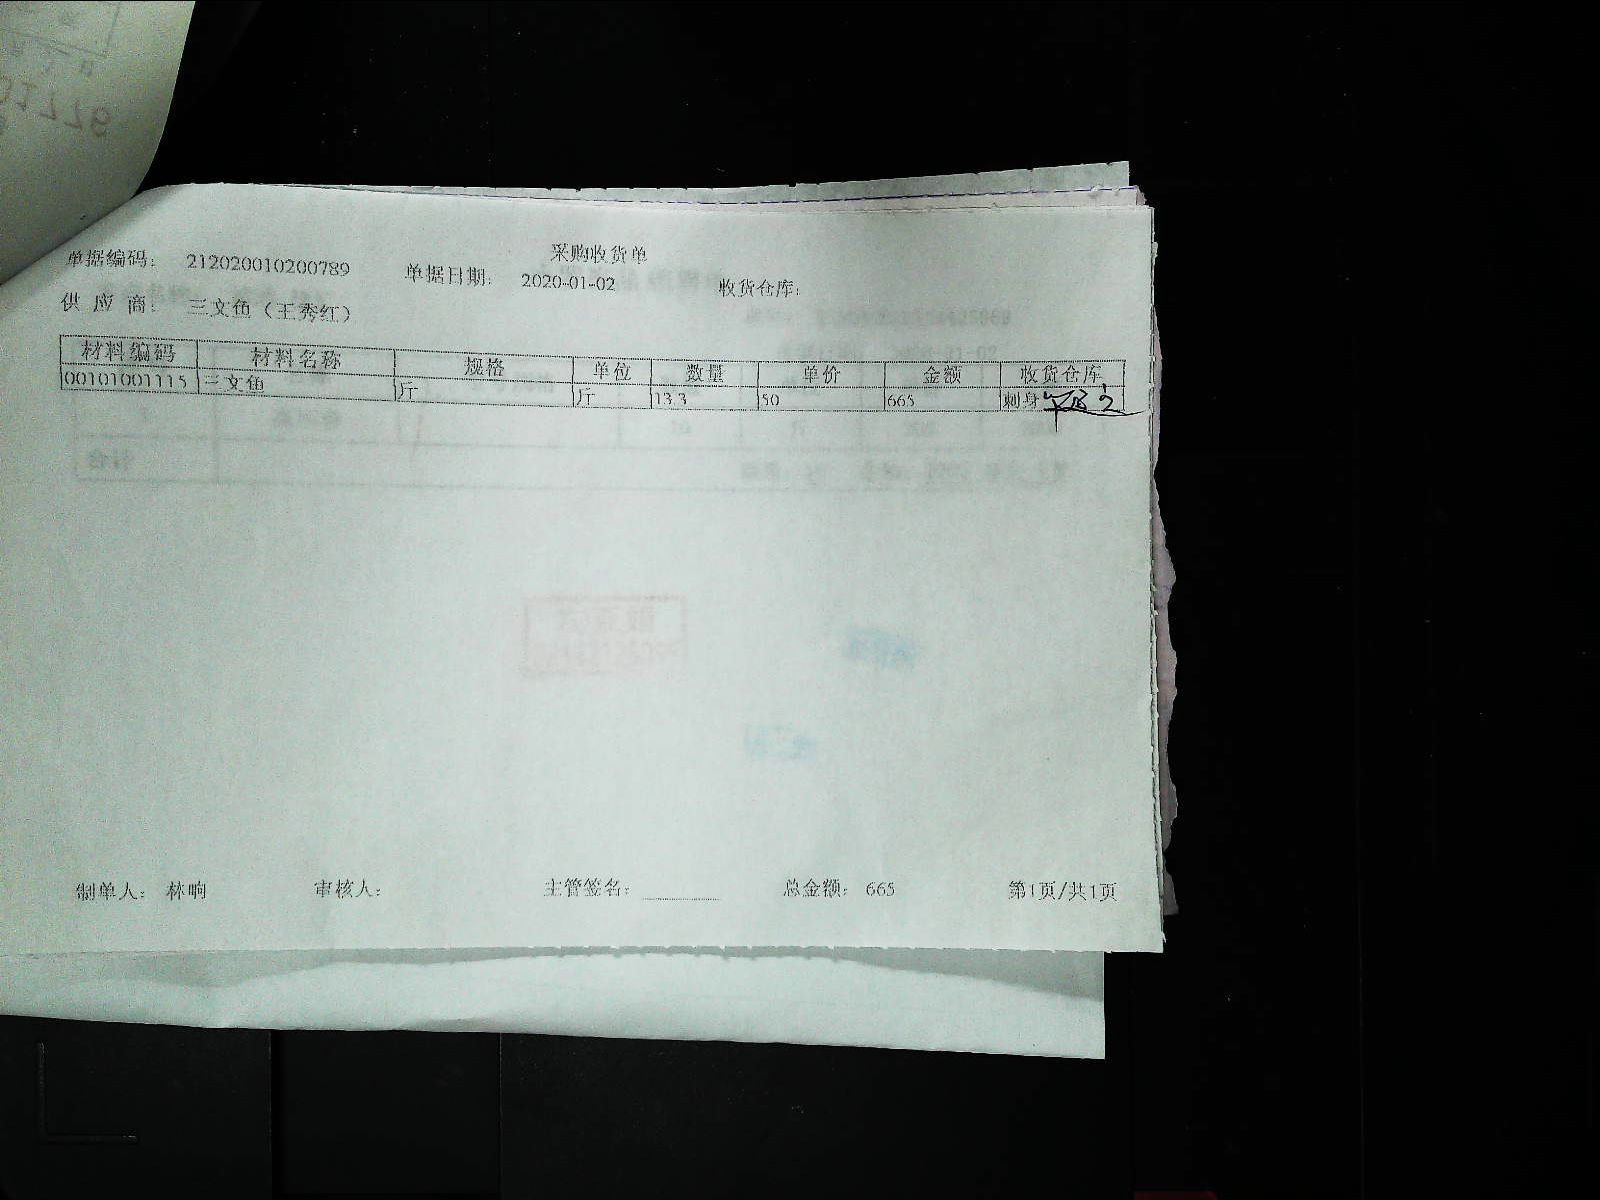 采购收货单
单据编码： 212020010200789 单据日期： 2020-01-02 收货仓库：
供 应 商： 三文鱼（王秀红）
材料编码 材料名称 规格 单位 数量 单价 金额 收货仓库
00101001115 三文鱼 斤 斤 13.3 50 665 刺身
制单人： 林响 审核人： 主管签名： 总金额： 665 第1页/共1页